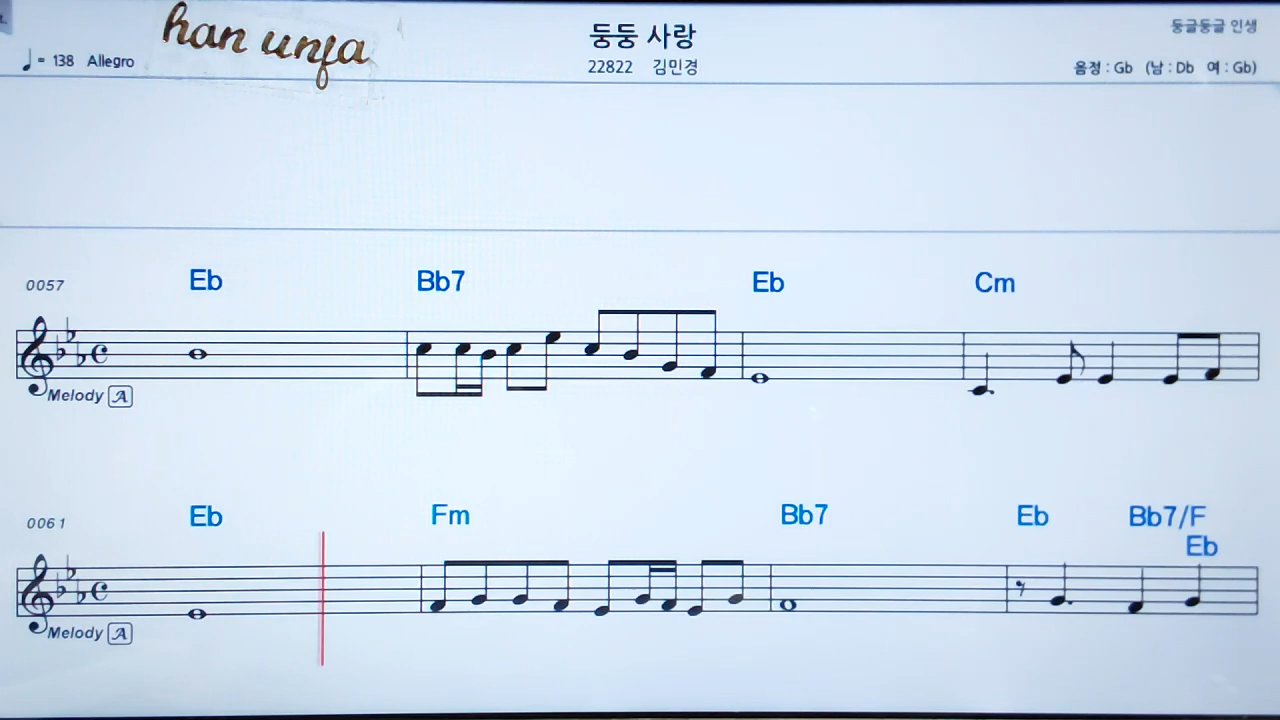 han unfa
둥둥 사랑
둥글둥글 인생
♩= 138 Allegro
22822 김민경
음정 : Gb (남 : Db 여 : Gb)
0057 Eb Bb7 Eb Cm
Melody A
0061 Eb Fm Bb7 Eb Bb7/F
Eb
Melody A